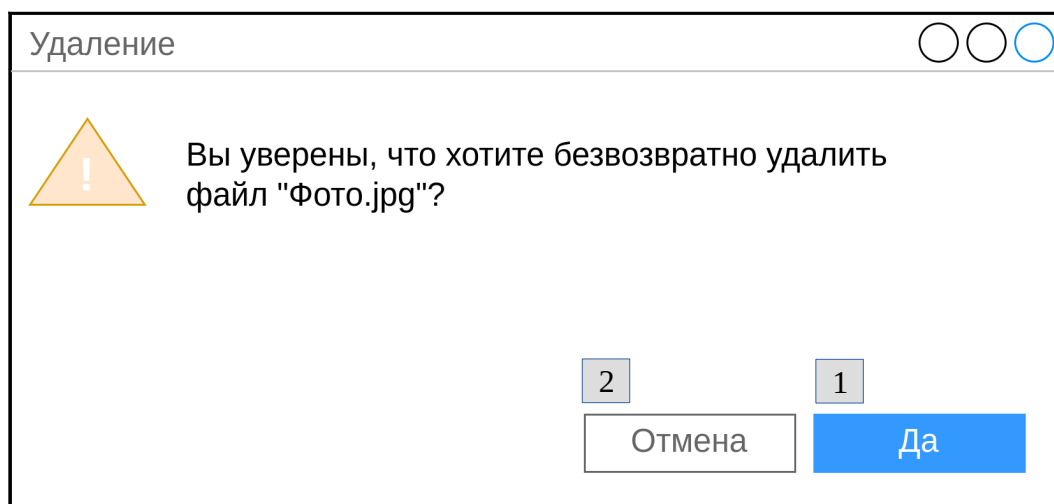 Удаление
!
Вы уверены, что хотите безвозвратно удалить
файл "Фото.jpg"?
2 1
Отмена Да